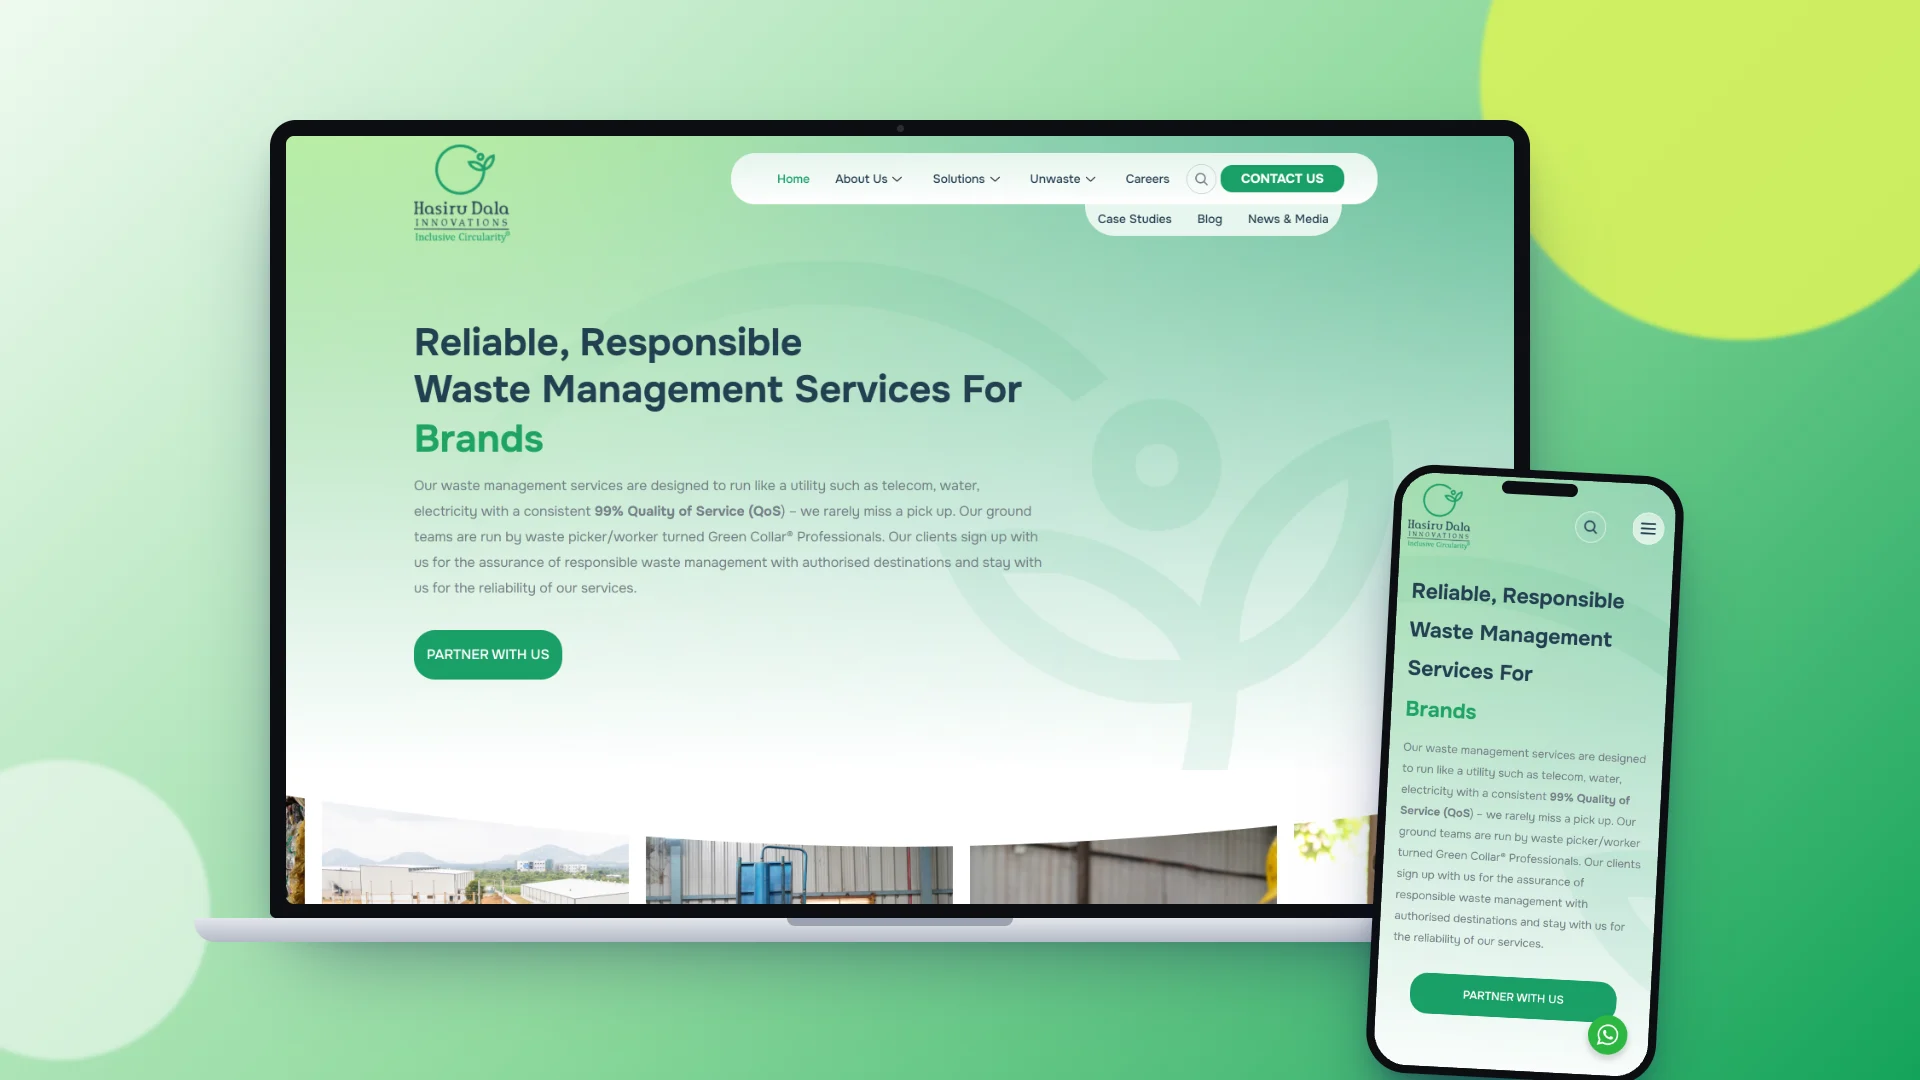 Hasiru Dala
INNOVATIONS
Inclusive Circularity®
Home
About Us
Solutions
Unwaste
Careers
CONTACT US
Case Studies
Blog
News & Media
Reliable, Responsible
Waste Management Services For
Brands
Our waste management services are designed to run like a utility such as telecom, water,
electricity with a consistent 99% Quality of Service (QoS) – we rarely miss a pick up. Our ground
teams are run by waste picker/worker turned Green Collar® Professionals. Our clients sign up with
us for the assurance of responsible waste management with authorised destinations and stay with
us for the reliability of our services.
PARTNER WITH US
Hasiru Dala
INNOVATIONS
Inclusive Circularity®
Reliable, Responsible
Waste Management
Services For
Brands
Our waste management services are designed
to run like a utility such as telecom, water,
electricity with a consistent 99% Quality of
Service (QoS) – we rarely miss a pick up. Our
ground teams are run by waste picker/worker
turned Green Collar® Professionals. Our clients
sign up with us for the assurance of
responsible waste management with
authorised destinations and stay with us for
the reliability of our services.
PARTNER WITH US